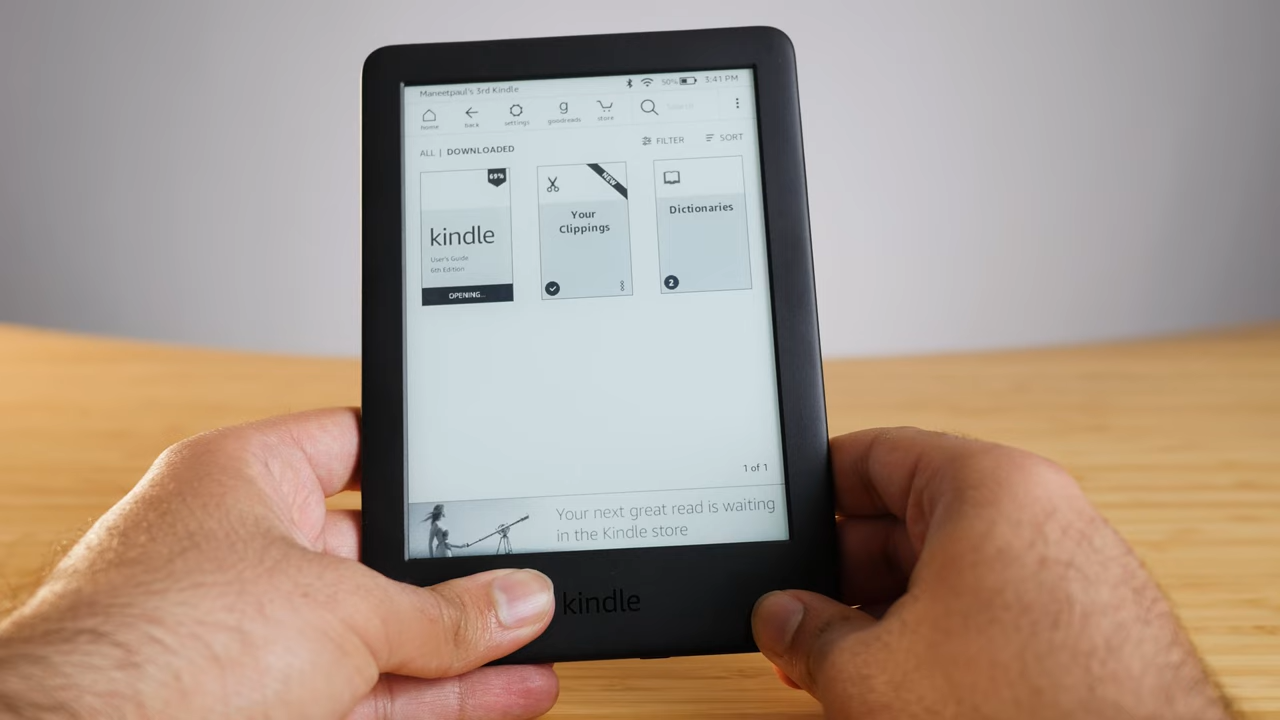 Maneetpaul's 3rd Kindle
50%
3:41 PM
Home
back
settings
goodreads
store
Search
ALL | DOWNLOADED
FILTER
SORT
69%
kindle
User's Guide
6th Edition
OPENING...
NEW
Your
Clippings
Dictionaries
2
1 of 1
Your next great read is waiting
in the Kindle store
kindle